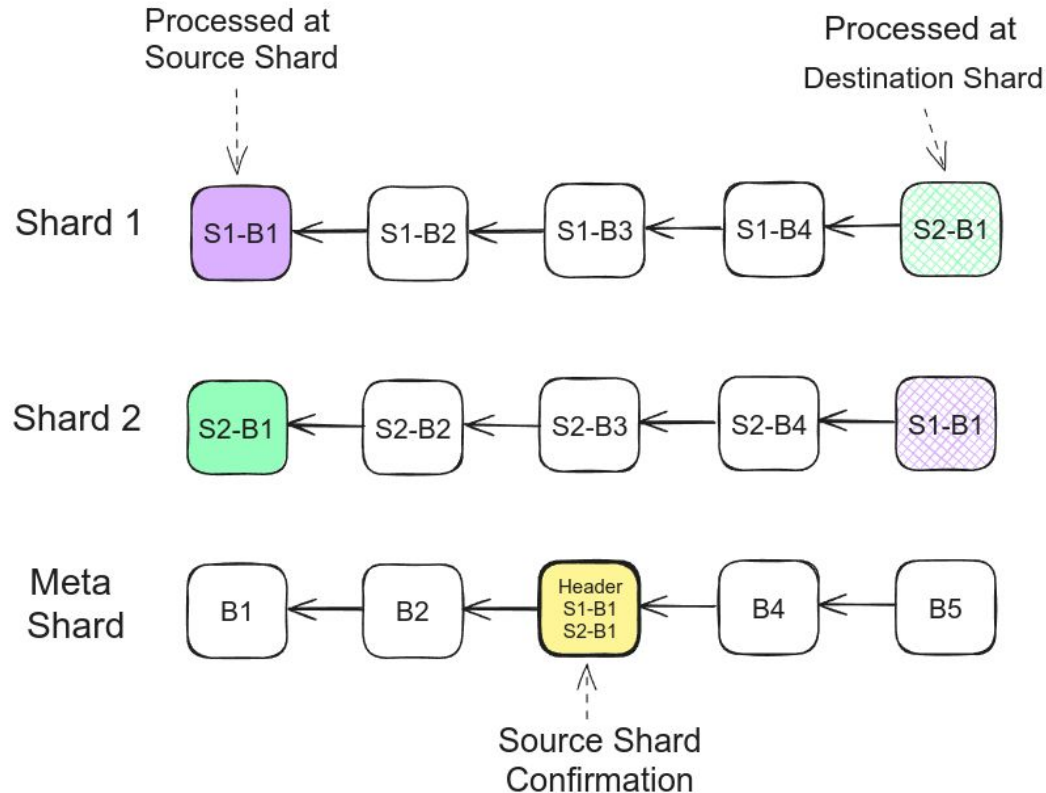 Processed at
Source Shard
Processed at
Destination Shard
Shard 1
S1-B1
S1-B2
S1-B3
S1-B4
S2-B1
Shard 2
S2-B1
S2-B2
S2-B3
S2-B4
S1-B1
Meta
Shard
B1
B2
Header
S1-B1
S2-B1
B4
B5
Source Shard
Confirmation